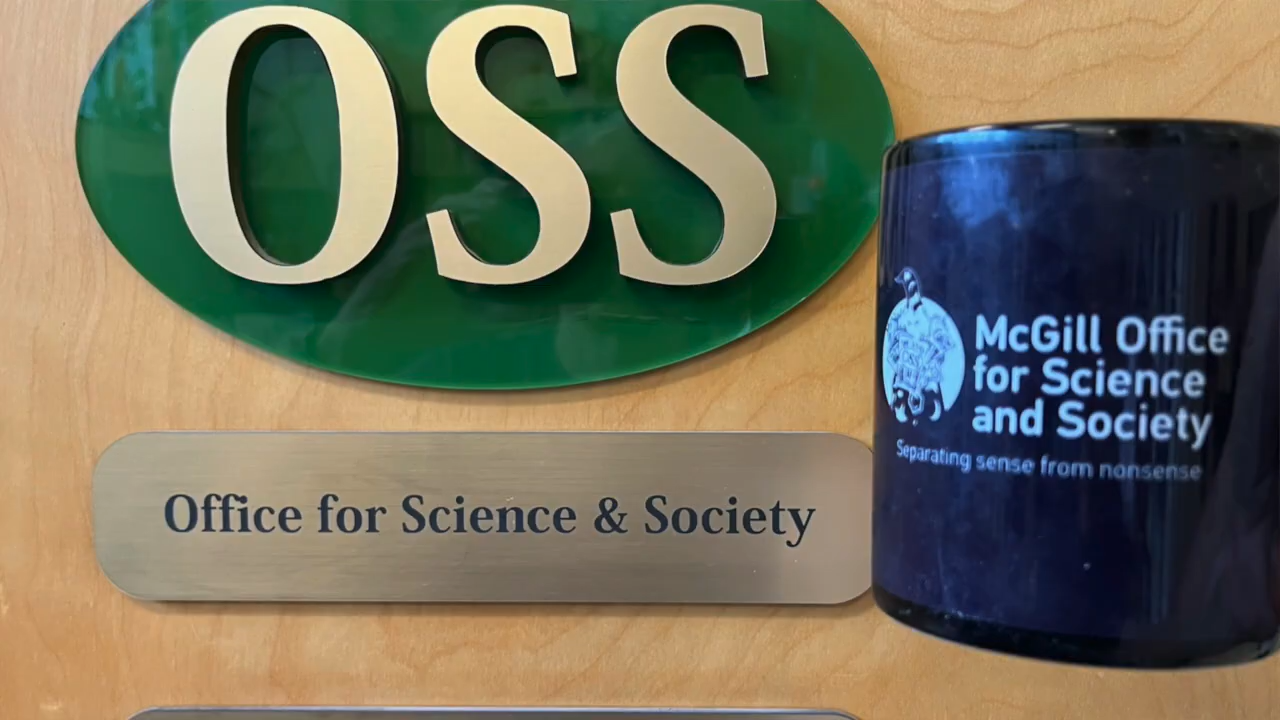 OSS
Office for Science & Society
McGill Office
for Science
and Society
Separating sense from nonsense